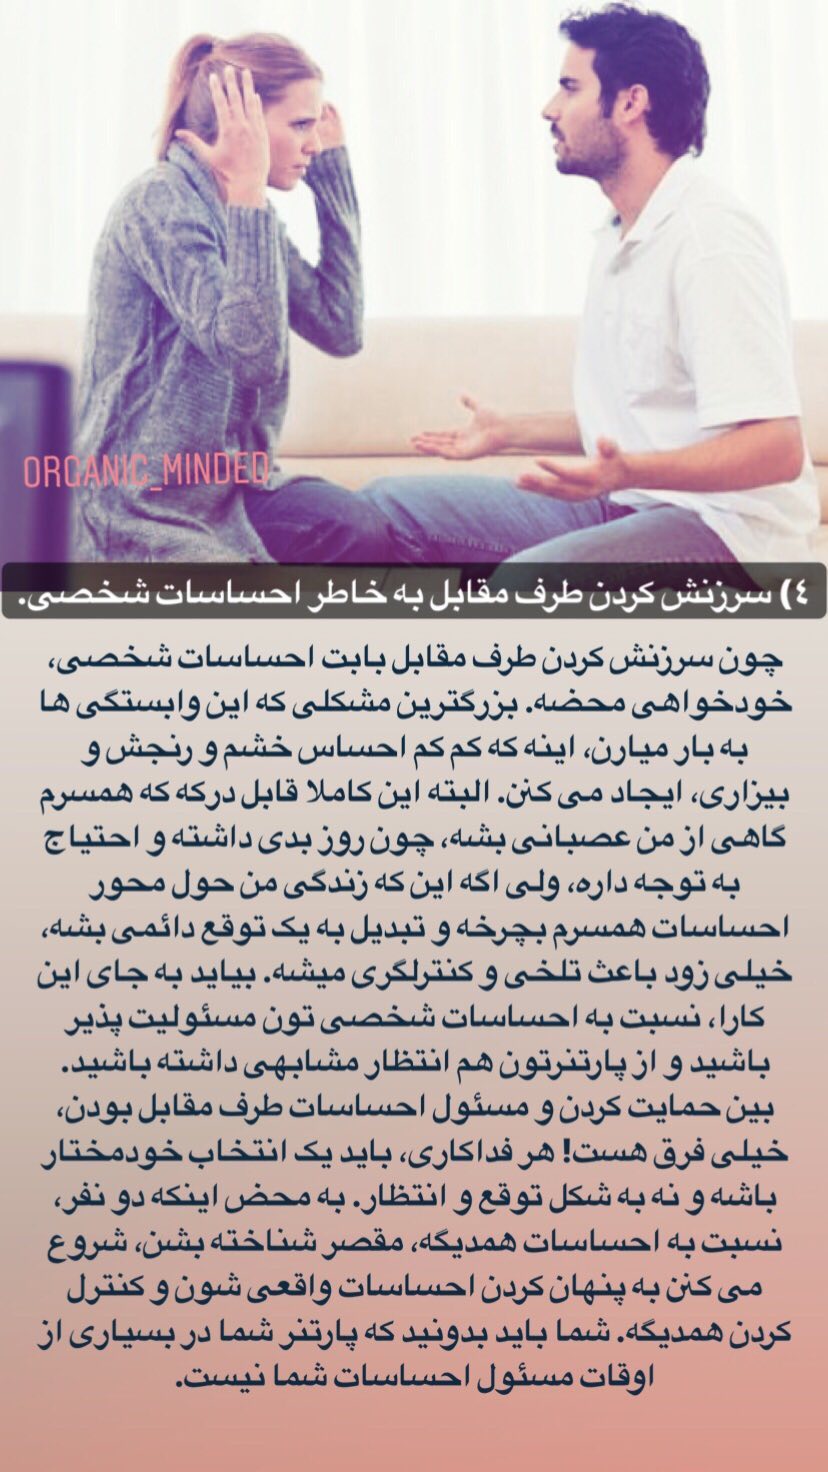 ORGANIC_MINDED
٤) سرزنش کردن طرف مقابل به خاطر احساسات شخصی.
چون سرزنش کردن طرف مقابل بابت احساسات شخصی،
خودخواهی محضه. بزرگترین مشکلی که این وابستگی ها
به بار میارن، اینه که کم کم احساس خشم و رنجش و
بیزاری، ایجاد می کنن. البته این کاملا قابل درکه که همسرم
گاهی از من عصبانی بشه، چون روز بدی داشته و احتیاج
به توجه داره، ولی اگه این که زندگی من حول محور
احساسات همسرم بچرخه و تبدیل به یک توقع دائمی بشه،
خیلی زود باعث تلخی و کنترلگری میشه. بیاید به جای این
کارا، نسبت به احساسات شخصی تون مسئولیت پذیر
باشید و از پارتنرتون هم انتظار مشابهی داشته باشید.
بین حمایت کردن و مسئول احساسات طرف مقابل بودن،
خیلی فرق هست! هر فداکاری، باید یک انتخاب خودمختار
باشه و نه به شکل توقع و انتظار. به محض اینکه دو نفر،
نسبت به احساسات همدیگه، مقصر شناخته بشن، شروع
می کنن به پنهان کردن احساسات واقعی شون و کنترل
کردن همدیگه. شما باید بدونید که پارتنر شما در بسیاری از
اوقات مسئول احساسات شما نیست.